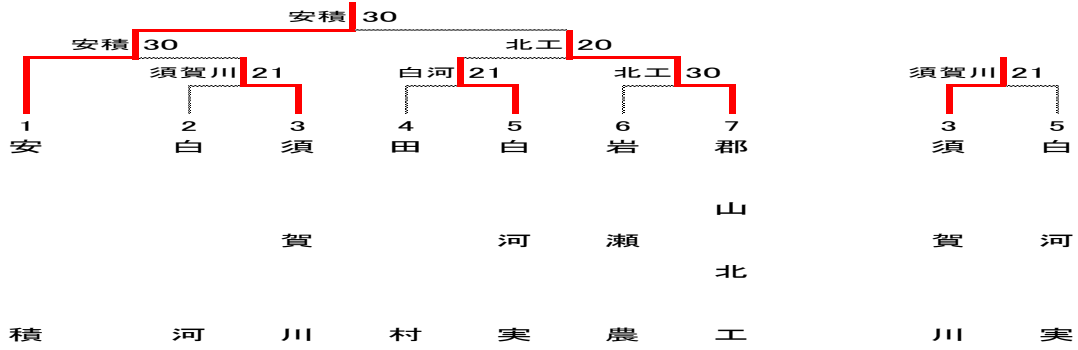 安積 30
安積 30
北工 20
須賀川 21
白河 21
北工 30
須賀川 21
1 2 3 4 5 6 7 3 5
安積
白河
須賀川
田村
白河実
岩瀬農
郡山北工
須賀川
白河実